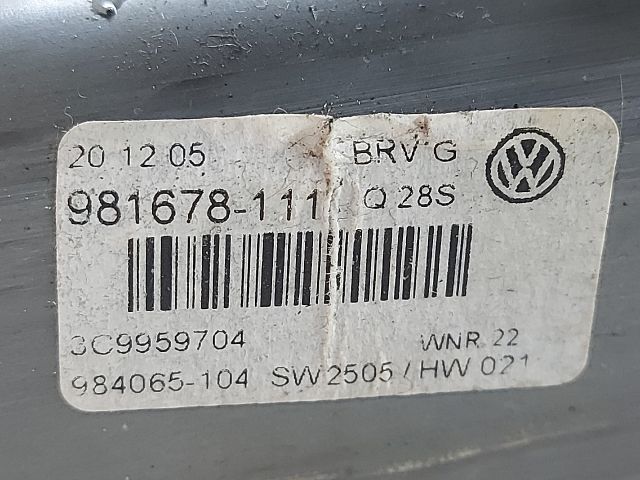 20 12 05 BRV G
981678-111 Q 28S
3C9959704 WNR 22
984065-104 SW2505 / HW 021